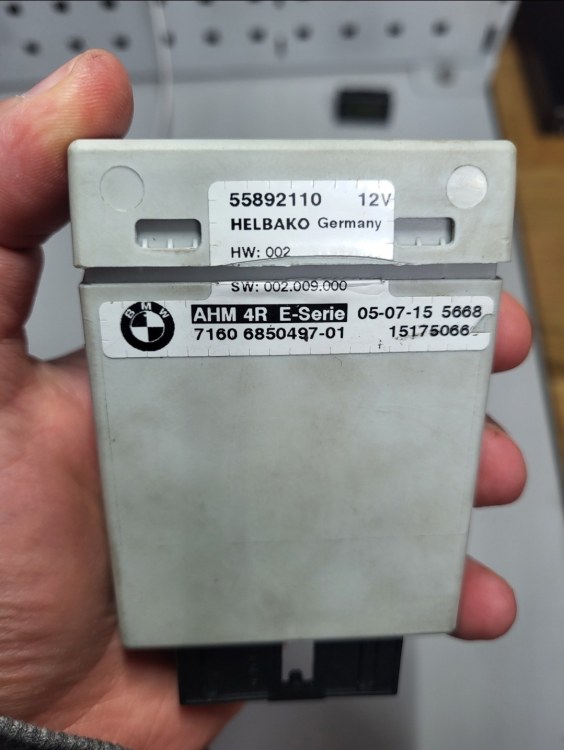 55892110 12V
HELBAKO Germany
HW: 002
SW: 002.009.000
BMW
AHM 4R E-Serie 05-07-15 5668
7160 6850497-01 15175066